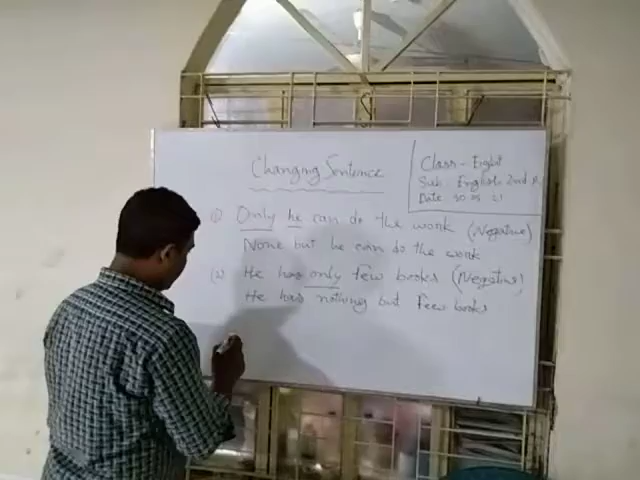 Changing Sentence
Class - Eight
Sub : English 2nd P
Date 30 21
(1) Only he can do the work (Negative)
None but he can do the work
(2) He has only few books (Negative)
He has nothing but few books